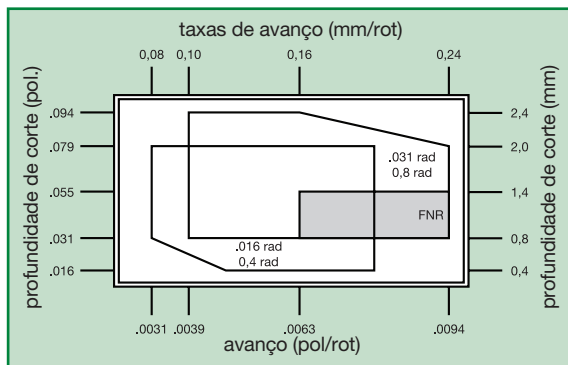 taxas de avanço (mm/rot)
0,08 0,10 0,16 0,24
profundidade de corte (pol.)
.094
.079
.055
.031
.016
.031 rad
0,8 rad
FNR
.016 rad
0,4 rad
2,4
2,0
1,4
0,8
0,4
profundidade de corte (mm)
.0031 .0039 .0063 .0094
avanço (pol/rot)